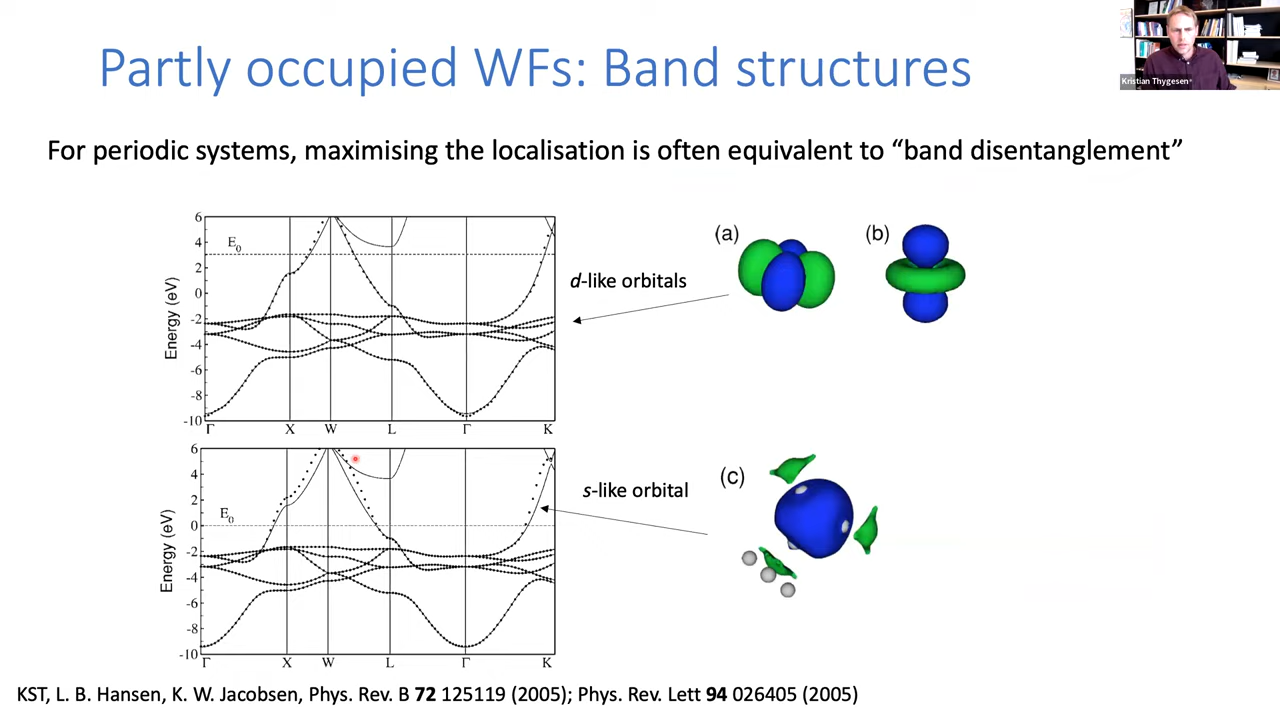 Partly occupied WFs: Band structures
Kristian Thygesen
For periodic systems, maximising the localisation is often equivalent to “band disentanglement”
6
4
2
0
-2
-4
-6
-8
-10
Energy (eV)
E0
Γ X W L Γ K
d-like orbitals
(a)
(b)
6
4
2
0
-2
-4
-6
-8
-10
Energy (eV)
E0
Γ X W L Γ K
s-like orbital
(c)
KST, L. B. Hansen, K. W. Jacobsen, Phys. Rev. B 72 125119 (2005); Phys. Rev. Lett 94 026405 (2005)